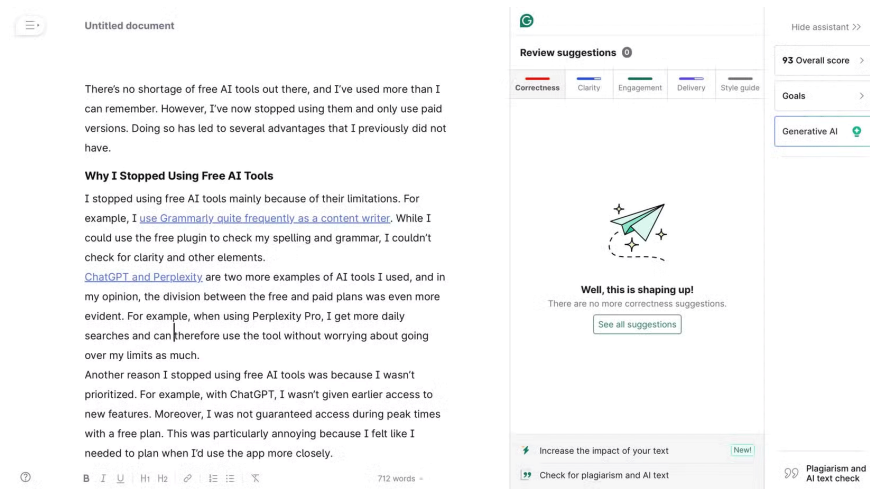 Untitled document
There's no shortage of free AI tools out there, and I've used more than I
can remember. However, I've now stopped using them and only use paid
versions. Doing so has led to several advantages that I previously did not
have.
Why I Stopped Using Free AI Tools
I stopped using free AI tools mainly because of their limitations. For
example, I use Grammarly quite frequently as a content writer. While I
could use the free plugin to check my spelling and grammar, I couldn't
check for clarity and other elements.
ChatGPT and Perplexity are two more examples of AI tools I used, and in
my opinion, the division between the free and paid plans was even more
evident. For example, when using Perplexity Pro, I get more daily
searches and can therefore use the tool without worrying about going
over my limits as much.
Another reason I stopped using free AI tools was because I wasn't
prioritized. For example, with ChatGPT, I wasn't given earlier access to
new features. Moreover, I was not guaranteed access during peak times
with a free plan. This was particularly annoying because I felt like I
needed to plan when I'd use the app more closely.
B I U H1 H2
712 words
Review suggestions 0
Correctness Clarity Engagement Delivery Style guide
Well, this is shaping up!
There are no more correctness suggestions.
See all suggestions
Increase the impact of your text New!
Check for plagiarism and AI text
Hide assistant
93 Overall score
Goals
Generative AI
Plagiarism and
AI text check